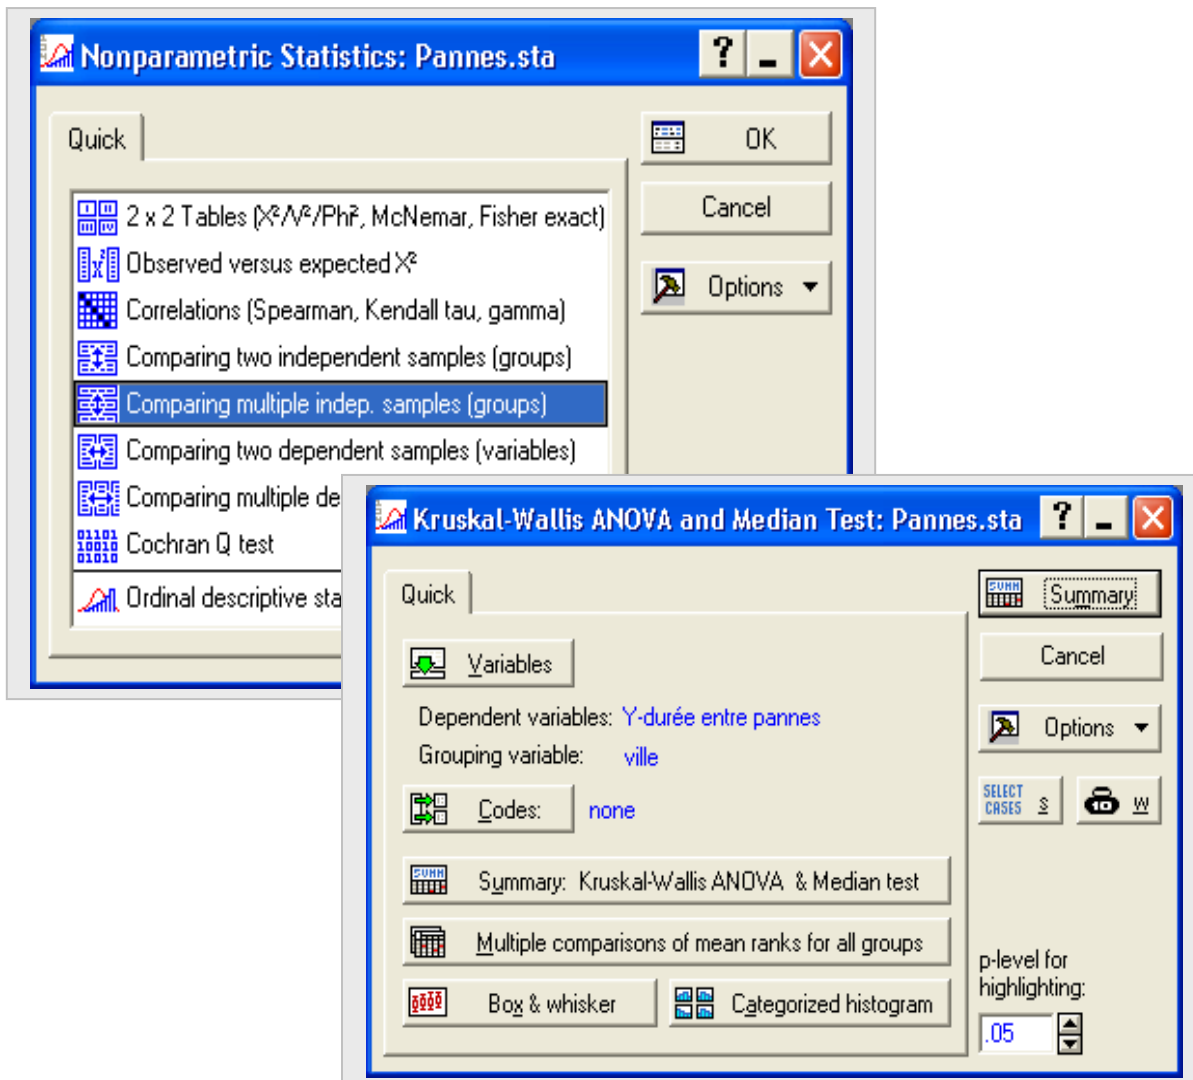 Nonparametric Statistics: Pannes.sta
Quick
OK
2 x 2 Tables (X²/V²/Phi², McNemar, Fisher exact)
Cancel
Observed versus expected X²
Options
Correlations (Spearman, Kendall tau, gamma)
Comparing two independent samples (groups)
Comparing multiple indep. samples (groups)
Comparing two dependent samples (variables)
Comparing multiple de
Cochran Q test
Ordinal descriptive sta
Kruskal-Wallis ANOVA and Median Test: Pannes.sta
Quick
Summary
Variables
Cancel
Dependent variables: Y-durée entre pannes
Options
Grouping variable: ville
Codes: none
SELECT CASES S
W
Summary: Kruskal-Wallis ANOVA & Median test
Multiple comparisons of mean ranks for all groups
p-level for
highlighting:
Box & whisker
Categorized histogram
.05